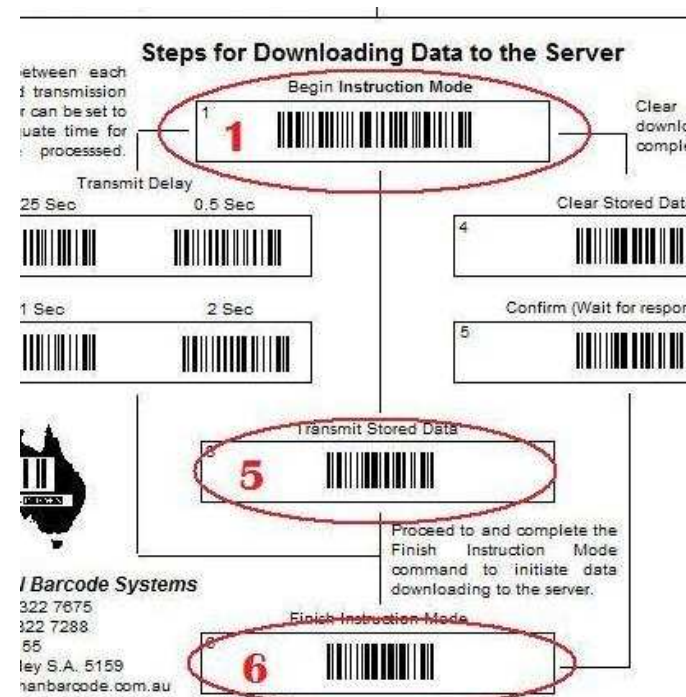 Steps for Downloading Data to the Server
between each
transmission
r can be set to
uate time for
processsed.
Begin Instruction Mode
1
1
Clear
downlo
comple
Transmit Delay
25 Sec
0.5 Sec
Clear Stored Dat
4
1 Sec
2 Sec
Confirm (Wait for respon
5
Transmit Stored Data
5
Proceed to and complete the
Finish Instruction Mode
command to initiate data
downloading to the server.
l Barcode Systems
322 7675
322 7288
55
ley S.A. 5159
manbarcode.com.au
Finish Instruction Mode
6